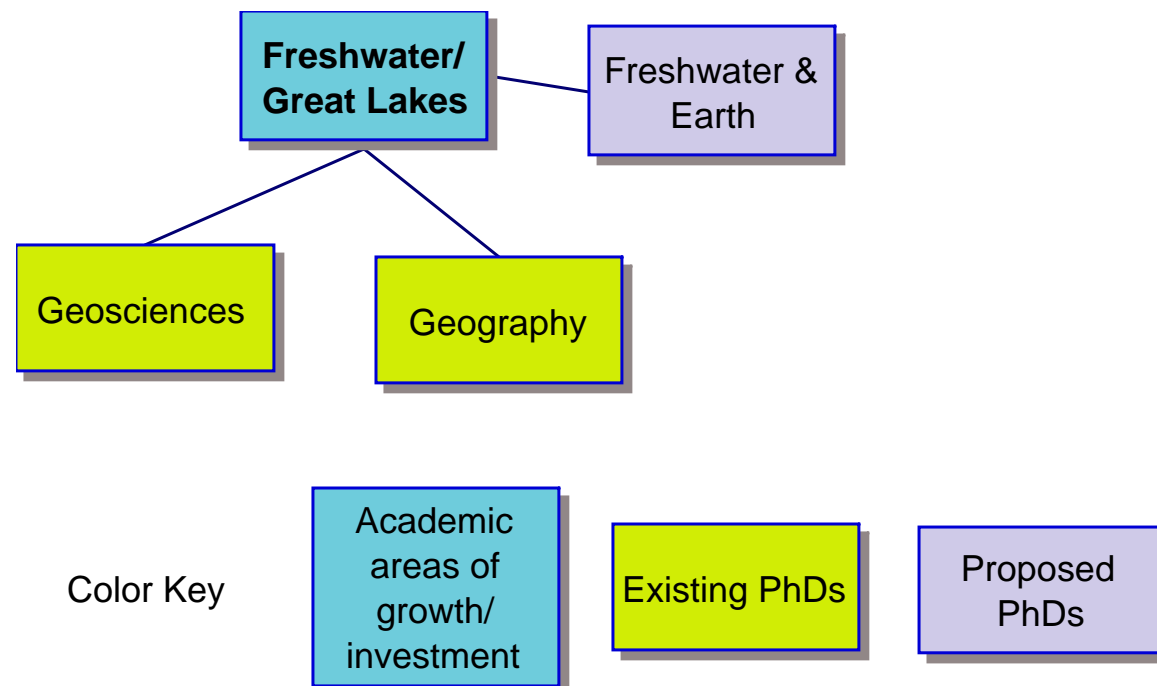 Freshwater/
Great Lakes
Freshwater &
Earth
Geosciences
Geography
Color Key
Academic
areas of
growth/
investment
Existing PhDs
Proposed
PhDs